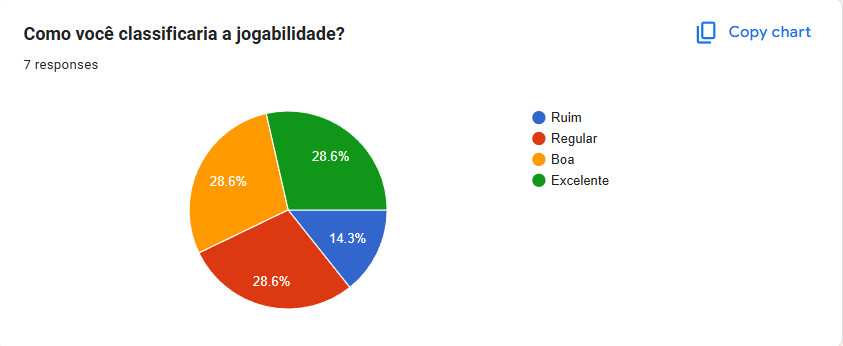 Como você classificaria a jogabilidade?
Copy chart
7 responses
Ruim
Regular
Boa
Excelente
28.6%
28.6%
14.3%
28.6%